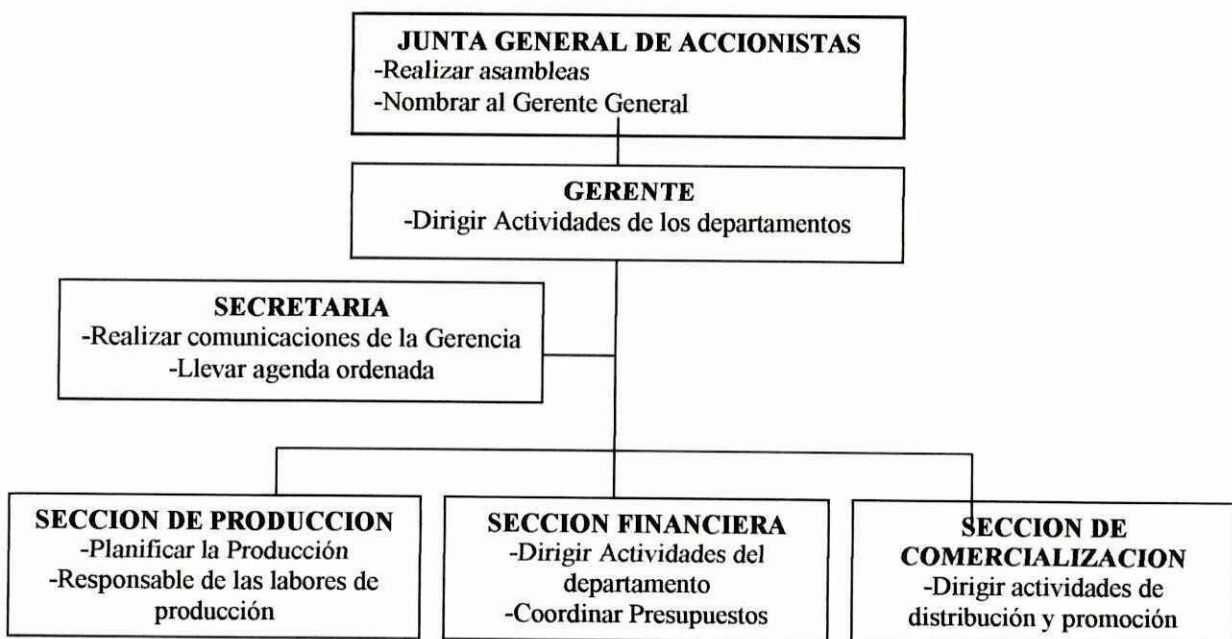 JUNTA GENERAL DE ACCIONISTAS
-Realizar asambleas
-Nombrar al Gerente General
GERENTE
-Dirigir Actividades de los departamentos
SECRETARIA
-Realizar comunicaciones de la Gerencia
-Llevar agenda ordenada
SECCION DE PRODUCCION
-Planificar la Producción
-Responsable de las labores de
producción
SECCION FINANCIERA
-Dirigir Actividades del
departamento
-Coordinar Presupuestos
SECCION DE
COMERCIALIZACION
-Dirigir actividades de
distribución y promoción